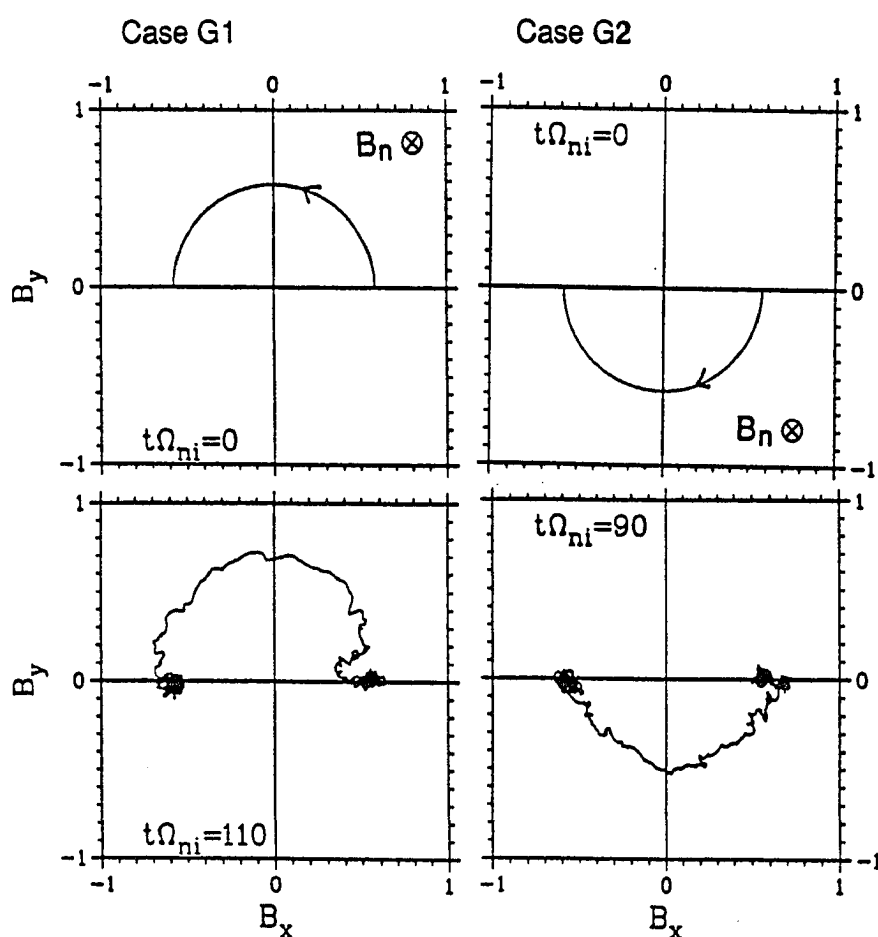 Case G1
Case G2
-1 0 1
-1 0 1
1
B_n ⊗
tΩ_ni=0
1
B_y
0
0
tΩ_ni=0
B_n ⊗
-1
-1
1
tΩ_ni=90
1
B_y
0
0
tΩ_ni=110
-1
-1
-1 0 1
-1 0 1
B_x
B_x